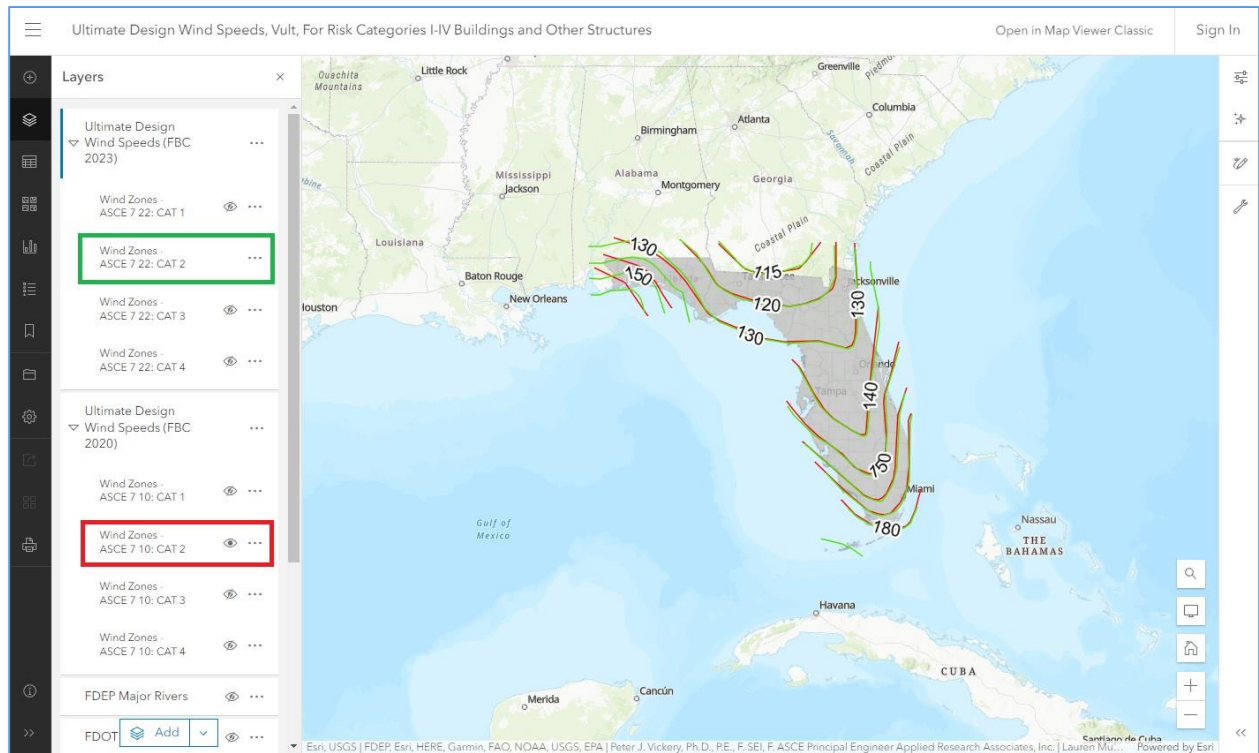 Ultimate Design Wind Speeds, Vult, For Risk Categories I-IV Buildings and Other Structures
Open in Map Viewer Classic
Sign In
Layers
Ultimate Design
Wind Speeds (FBC
2023)
Wind Zones -
ASCE 7 22: CAT 1
Wind Zones -
ASCE 7 22: CAT 2
Wind Zones -
ASCE 7 22: CAT 3
Wind Zones -
ASCE 7 22: CAT 4
Ultimate Design
Wind Speeds (FBC
2020)
Wind Zones -
ASCE 7 10: CAT 1
Wind Zones -
ASCE 7 10: CAT 2
Wind Zones -
ASCE 7 10: CAT 3
Wind Zones -
ASCE 7 10: CAT 4
FDEP Major Rivers
FDOT
Add
Ouachita
Mountains
Little Rock
Greenville
Columbia
Atlanta
Birmingham
Savannah
Coastal Plain
Mississippi
Jackson
Alabama
Montgomery
Georgia
Coastal Plain
Louisiana
Baton Rouge
New Orleans
130
150
115
120
130
130
140
150
180
Orlando
Tampa
Miami
Gulf of
Mexico
Nassau
THE
BAHAMAS
Havana
CUBA
Cancún
Merida
Santiago de Cuba
Esri, USGS | FDEP, Esri, HERE, Garmin, FAO, NOAA, USGS, EPA | Peter J. Vickery, Ph.D., P.E., F. SEI, F. ASCE Principal Engineer Applied Research Associates, Inc. | Lauren Mu...
Powered by Esri